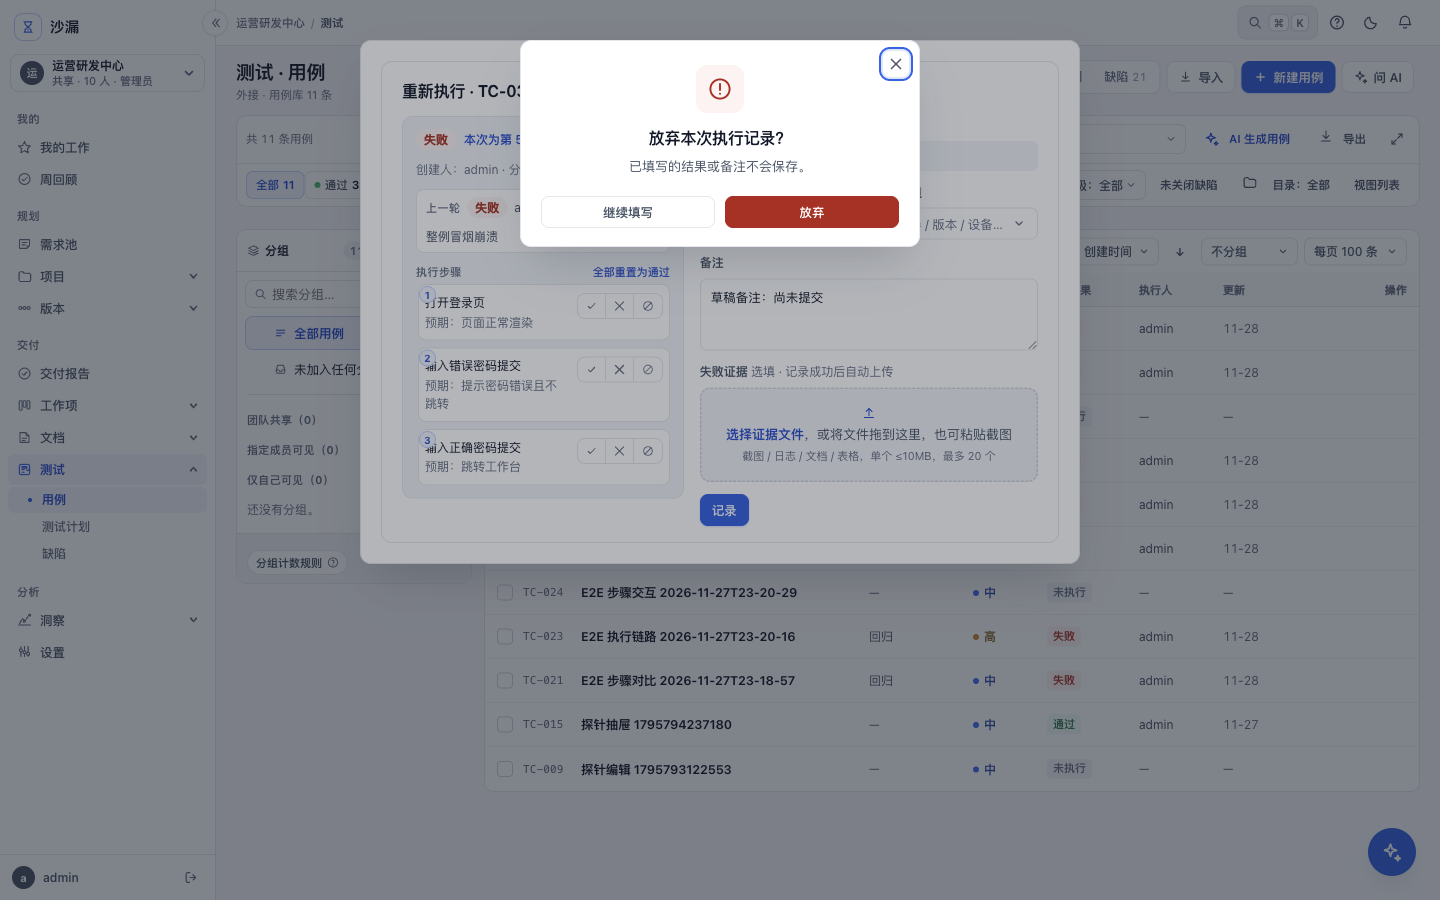 沙漏
运营研发中心 / 测试
⌘ K
运
运营研发中心
共享 · 10 人 · 管理员
测试 · 用例
外接 · 用例库 11 条
缺陷 21
导入
新建用例
问 AI
我的
我的工作
周回顾
规划
需求池
项目
版本
交付
交付报告
工作项
文档
测试
用例
测试计划
缺陷
分析
洞察
设置
a
admin
共 11 条用例
AI 生成用例
导出
全部 11
通过 3
全部
未关闭缺陷
目录：全部
视图列表
分组
搜索分组...
全部用例
未加入任何
团队共享 (0)
指定成员可见 (0)
仅自己可见 (0)
还没有分组。
分组计数规则
创建时间
不分组
每页 100 条
果
执行人
更新
操作
admin
11-28
admin
11-28
行
—
—
admin
11-28
admin
11-28
admin
11-28
TC-024
E2E 步骤交互 2026-11-27T23-20-29
—
中
未执行
—
—
TC-023
E2E 执行链路 2026-11-27T23-20-16
回归
高
失败
admin
11-28
TC-021
E2E 步骤对比 2026-11-27T23-18-57
回归
中
失败
admin
11-28
TC-015
探针抽屉 1795794237180
—
中
通过
admin
11-27
TC-009
探针编辑 1795793122553
—
中
未执行
—
—
重新执行 · TC-03
失败
本次为第
创建人：admin · 分
上一轮
失败
整例冒烟崩溃
执行步骤
全部重置为通过
1
打开登录页
预期：页面正常渲染
2
输入错误密码提交
预期：提示密码错误且不
跳转
3
输入正确密码提交
预期：跳转工作台
/ 版本 / 设备...
备注
草稿备注：尚未提交
失败证据 选填 · 记录成功后自动上传
选择证据文件，或将文件拖到这里，也可粘贴截图
截图 / 日志 / 文档 / 表格，单个 ≤10MB，最多 20 个
记录
放弃本次执行记录?
已填写的结果或备注不会保存。
继续填写
放弃